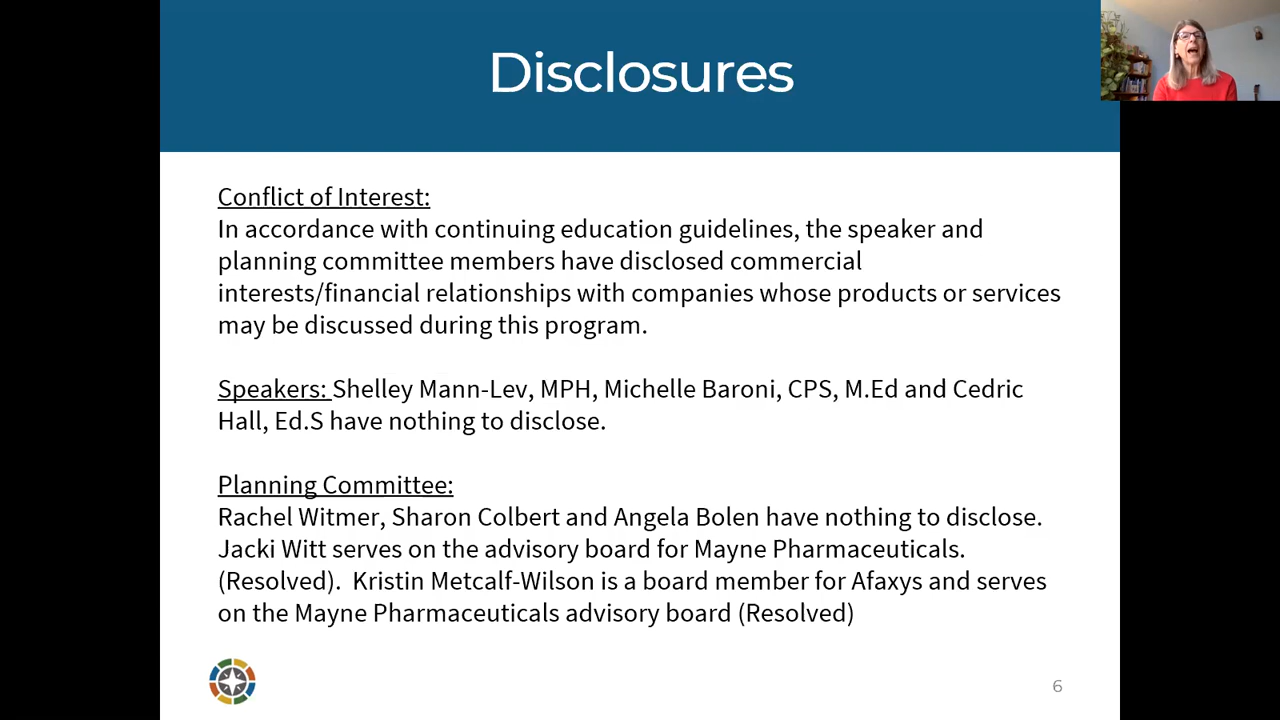 Disclosures
Conflict of Interest:
In accordance with continuing education guidelines, the speaker and
planning committee members have disclosed commercial
interests/financial relationships with companies whose products or services
may be discussed during this program.
Speakers: Shelley Mann-Lev, MPH, Michelle Baroni, CPS, M.Ed and Cedric
Hall, Ed.S have nothing to disclose.
Planning Committee:
Rachel Witmer, Sharon Colbert and Angela Bolen have nothing to disclose.
Jacki Witt serves on the advisory board for Mayne Pharmaceuticals.
(Resolved).  Kristin Metcalf-Wilson is a board member for Afaxys and serves
on the Mayne Pharmaceuticals advisory board (Resolved)
6